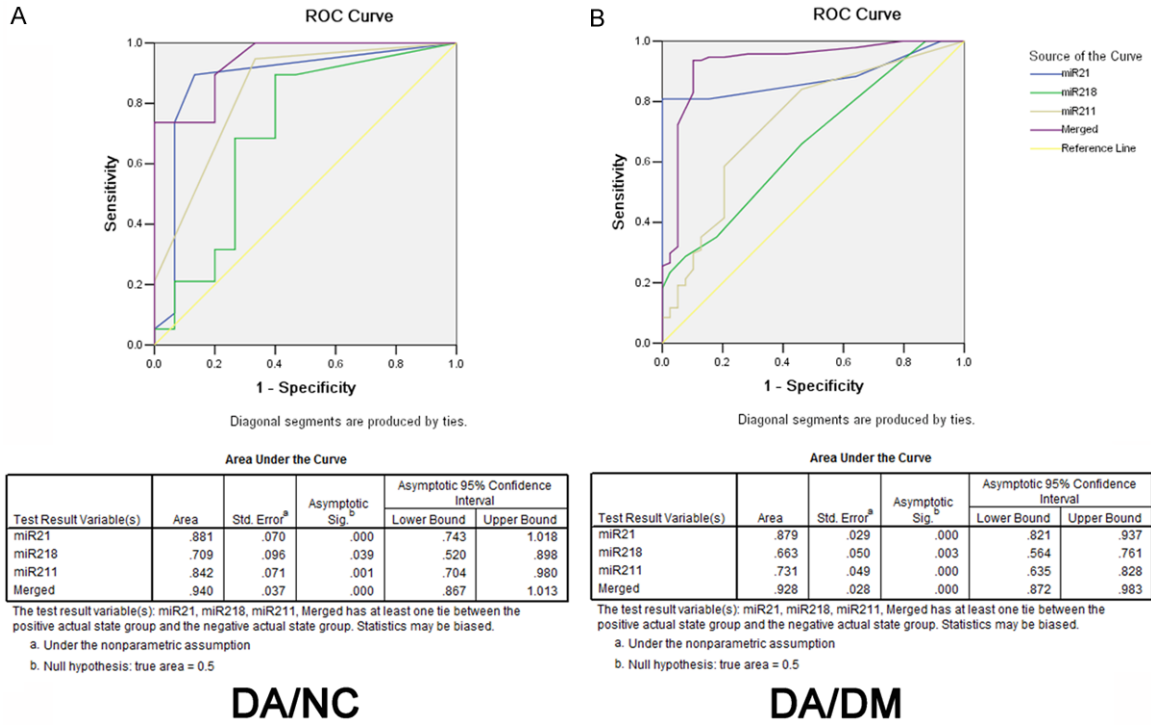 A
ROC Curve
Sensitivity
1.0
0.8
0.6
0.4
0.2
0.0
0.0 0.2 0.4 0.6 0.8 1.0
1 - Specificity
Diagonal segments are produced by ties.
Area Under the Curve
Test Result Variable(s) Area Std. Error^a Asymptotic Sig.^b Asymptotic 95% Confidence Interval
Lower Bound Upper Bound
miR21 .881 .070 .000 .743 1.018
miR218 .709 .096 .039 .520 .898
miR211 .842 .071 .001 .704 .980
Merged .940 .037 .000 .867 1.013
The test result variable(s): miR21, miR218, miR211, Merged has at least one tie between the
positive actual state group and the negative actual state group. Statistics may be biased.
a. Under the nonparametric assumption
b. Null hypothesis: true area = 0.5
DA/NC
B
ROC Curve
Sensitivity
1.0
0.8
0.6
0.4
0.2
0.0
0.0 0.2 0.4 0.6 0.8 1.0
1 - Specificity
Source of the Curve
miR21
miR218
miR211
Merged
Reference Line
Diagonal segments are produced by ties.
Area Under the Curve
Test Result Variable(s) Area Std. Error^a Asymptotic Sig.^b Asymptotic 95% Confidence Interval
Lower Bound Upper Bound
miR21 .879 .029 .000 .821 .937
miR218 .663 .050 .003 .564 .761
miR211 .731 .049 .000 .635 .828
Merged .928 .028 .000 .872 .983
The test result variable(s): miR21, miR218, miR211, Merged has at least one tie between the
positive actual state group and the negative actual state group. Statistics may be biased.
a. Under the nonparametric assumption
b. Null hypothesis: true area = 0.5
DA/DM